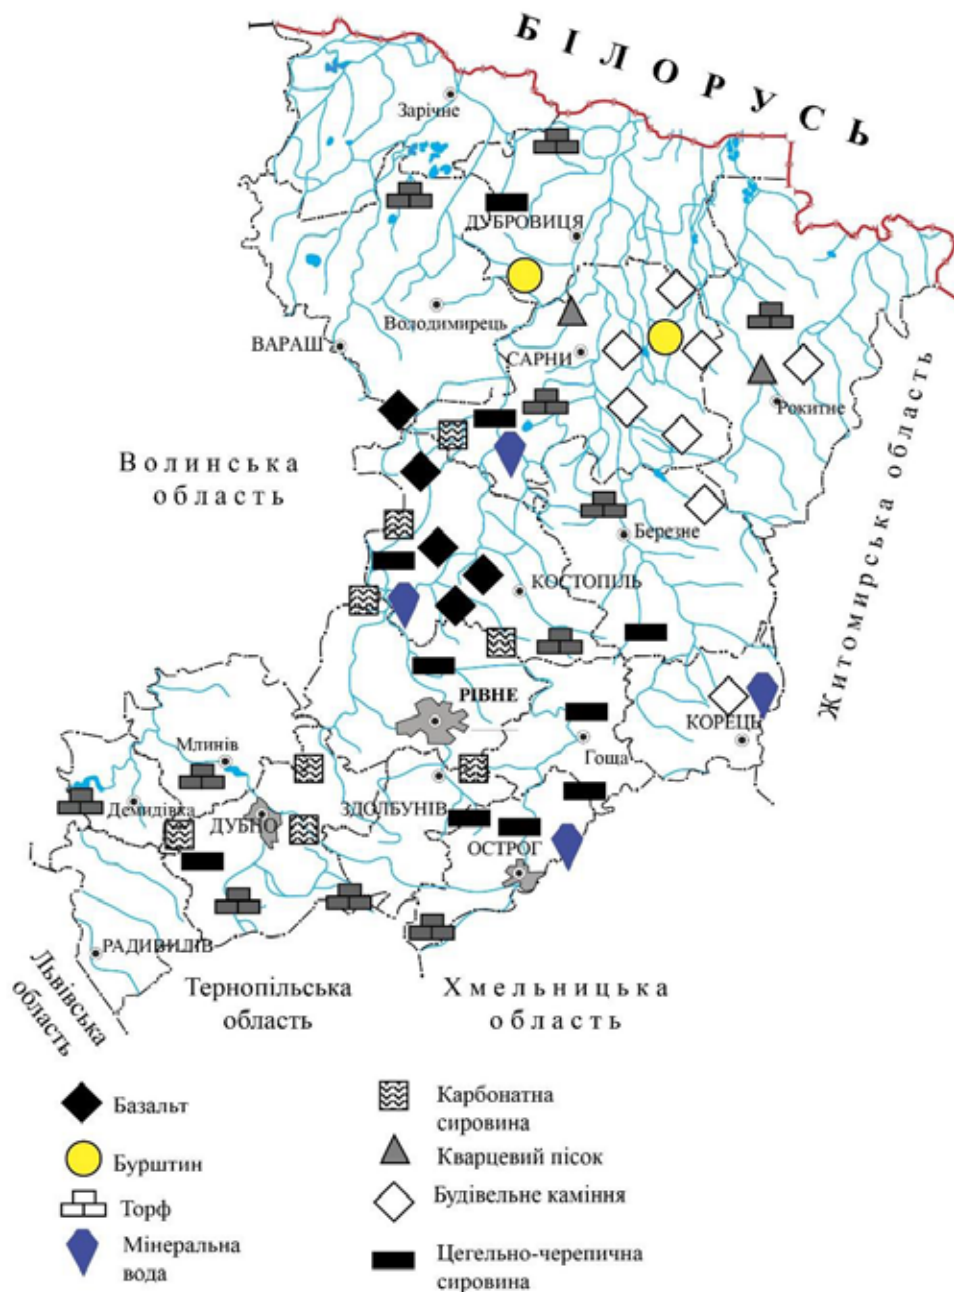 БІЛОРУСЬ
Зарічне
ДУБРОВИЦЯ
Володимирець
ВАРАШ
САРНИ
Рокитне
Волинська
область
Житомирська область
Березне
КОСТОПІЛЬ
РІВНЕ
КОРЕЦЬ
Гоща
Млинів
Демидівка
ДУБНО
ЗДОЛБУНІВ
ОСТРОГ
РАДИВИЛІВ
Львівська
область
Тернопільська
область
Хмельницька
область
Базальт
Бурштин
Торф
Мінеральна
вода
Карбонатна
сировина
Кварцевий пісок
Будівельне каміння
Цегельно-черепична
сировина